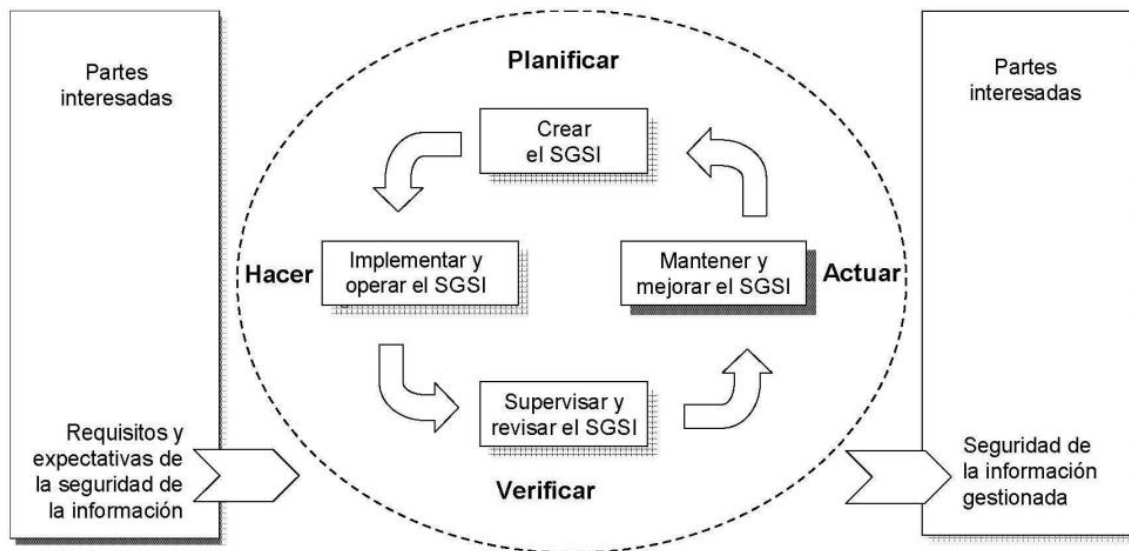 Partes
interesadas
Requisitos y
expectativas de
la seguridad de
la información
Planificar
Crear
el SGSI
Hacer
Implementar y
operar el SGSI
Mantener y
mejorar el SGSI
Actuar
Supervisar y
revisar el SGSI
Verificar
Partes
interesadas
Seguridad de
la información
gestionada